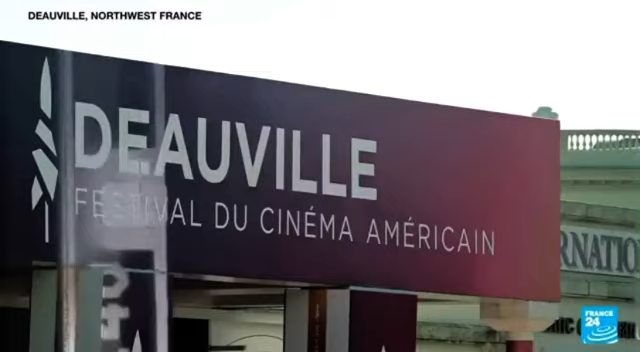 DEAUVILLE, NORTHWEST FRANCE
DEAUVILLE
FESTIVAL DU CINÉMA AMÉRICAIN
FRANCE
24